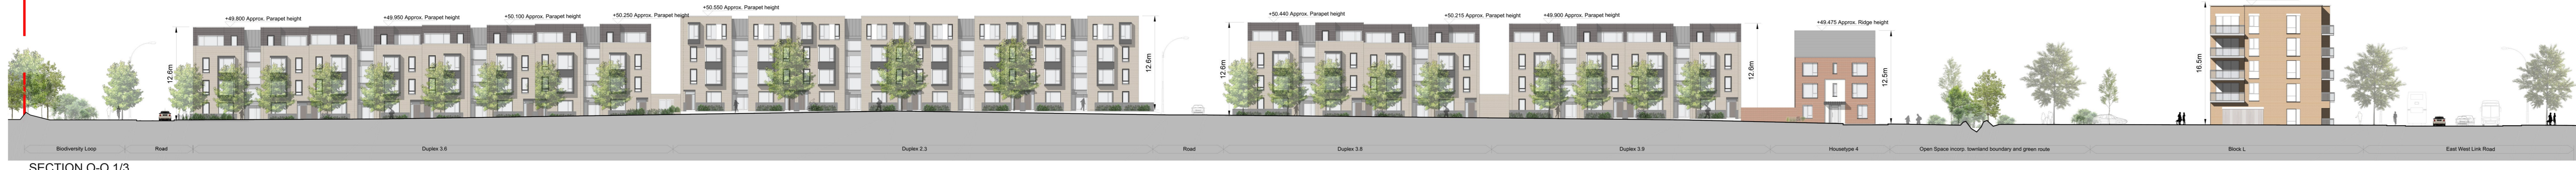 +50.550 Approx. Parapet height
+49.800 Approx. Parapet height
+49.950 Approx. Parapet height
+50.100 Approx. Parapet height
+50.250 Approx. Parapet height
+50.440 Approx. Parapet height
+50.215 Approx. Parapet height
+49.900 Approx. Parapet height
+49.475 Approx. Ridge height
12.6m
12.6m
12.6m
12.6m
12.5m
16.5m
Biodiversity Loop
Road
Duplex 3.6
Duplex 2.3
Road
Duplex 3.8
Duplex 3.9
Housetype 4
Open Space incorp. townland boundary and green route
Block L
East West Link Road
SECTION O-O 1/3